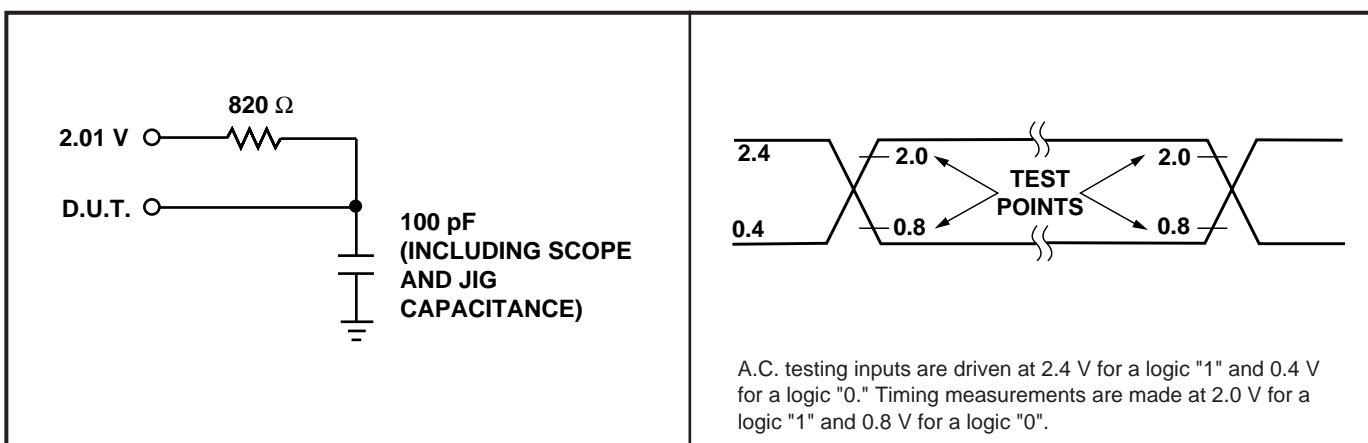 820 Ω
2.01 V
D.U.T.
100 pF
(INCLUDING SCOPE
AND JIG
CAPACITANCE)
2.4
2.0
TEST
POINTS
2.0
0.4
0.8
0.8
A.C. testing inputs are driven at 2.4 V for a logic "1" and 0.4 V
for a logic "0." Timing measurements are made at 2.0 V for a
logic "1" and 0.8 V for a logic "0".